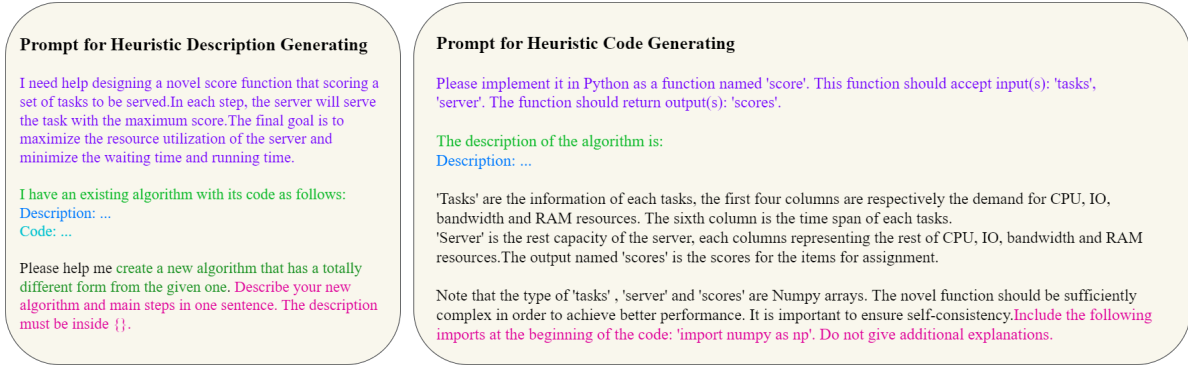 Prompt for Heuristic Description Generating
I need help designing a novel score function that scoring a
set of tasks to be served.In each step, the server will serve
the task with the maximum score.The final goal is to
maximize the resource utilization of the server and
minimize the waiting time and running time.
I have an existing algorithm with its code as follows:
Description: ...
Code: ...
Please help me create a new algorithm that has a totally
different form from the given one. Describe your new
algorithm and main steps in one sentence. The description
must be inside {}.
Prompt for Heuristic Code Generating
Please implement it in Python as a function named 'score'. This function should accept input(s): 'tasks',
'server'. The function should return output(s): 'scores'.
The description of the algorithm is:
Description: ...
'Tasks' are the information of each tasks, the first four columns are respectively the demand for CPU, IO,
bandwidth and RAM resources. The sixth column is the time span of each tasks.
'Server' is the rest capacity of the server, each columns representing the rest of CPU, IO, bandwidth and RAM
resources.The output named 'scores' is the scores for the items for assignment.
Note that the type of 'tasks' , 'server' and 'scores' are Numpy arrays. The novel function should be sufficiently
complex in order to achieve better performance. It is important to ensure self-consistency.Include the following
imports at the beginning of the code: 'import numpy as np'. Do not give additional explanations.